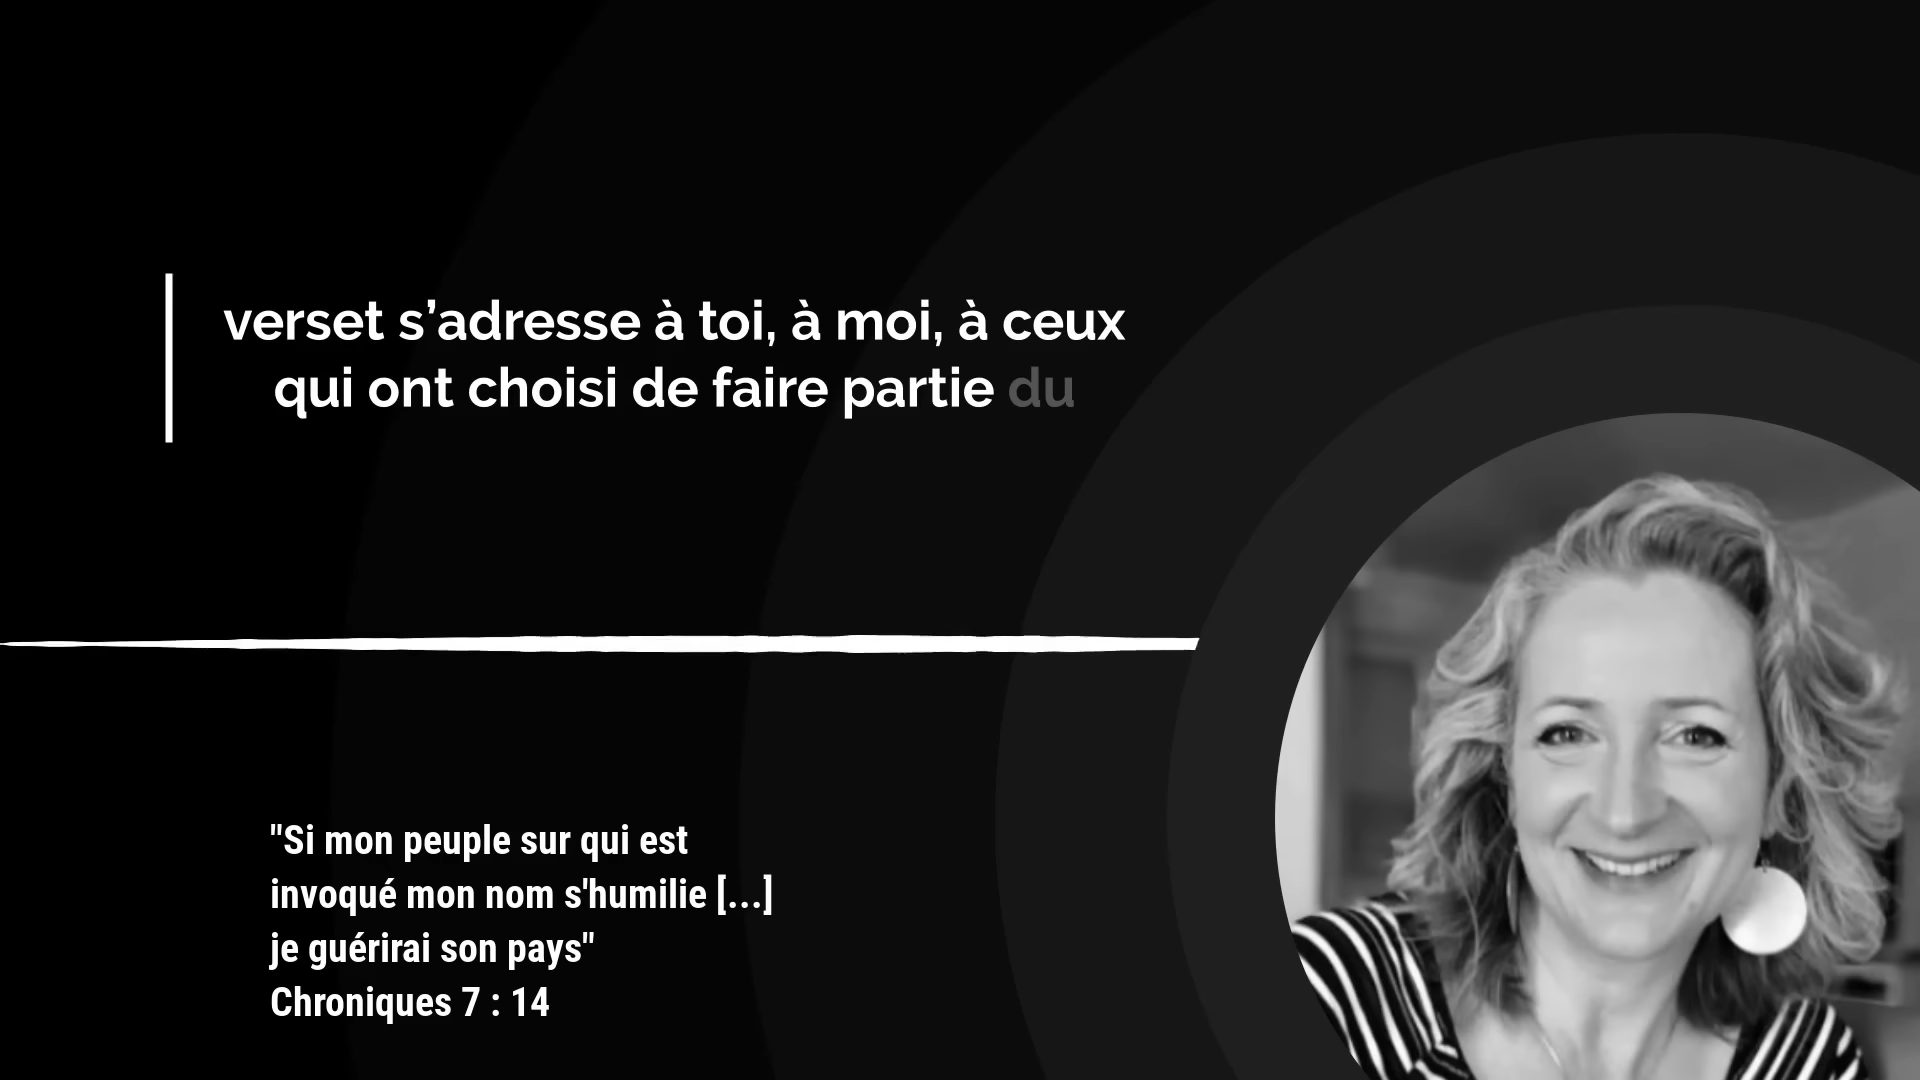 verset s’adresse à toi, à moi, à ceux
qui ont choisi de faire partie du
"Si mon peuple sur qui est
invoqué mon nom s'humilie [...]
je guérirai son pays"
Chroniques 7 : 14